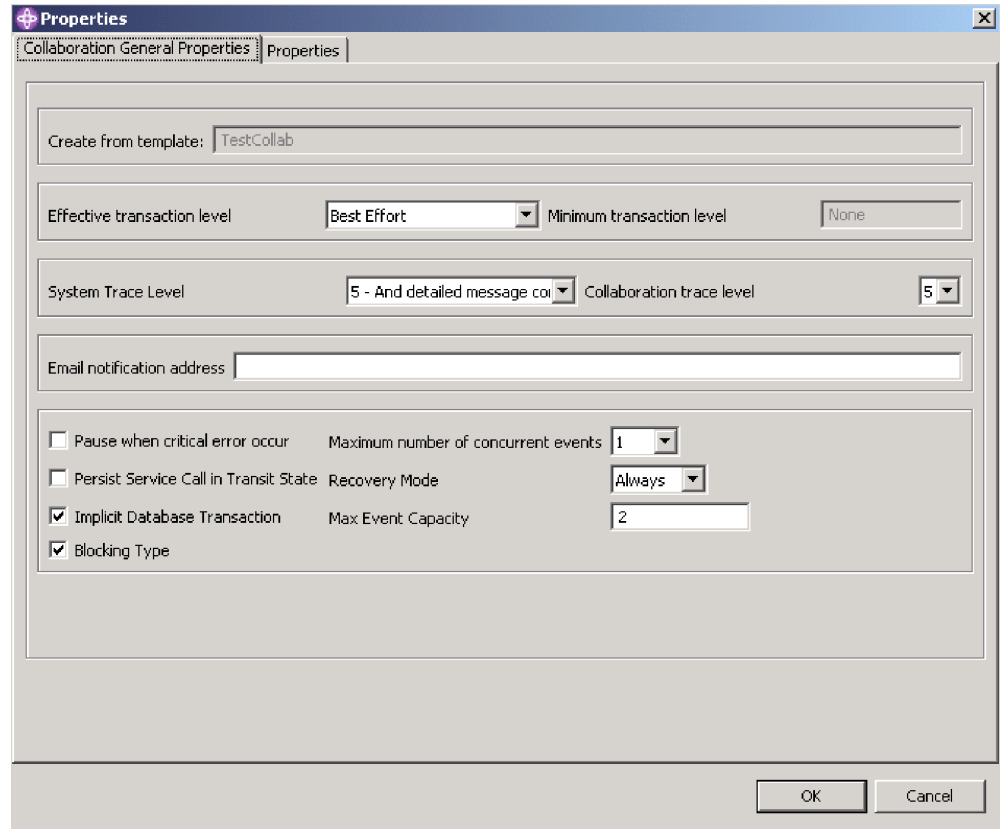 Properties
Collaboration General Properties Properties
Create from template: TestCollab
Effective transaction level Best Effort Minimum transaction level None
System Trace Level 5 - And detailed message Collaboration trace level 5
Email notification address
Pause when critical error occur Maximum number of concurrent events 1
Persist Service Call in Transit State Recovery Mode Always
Implicit Database Transaction Max Event Capacity 2
Blocking Type
OK Cancel